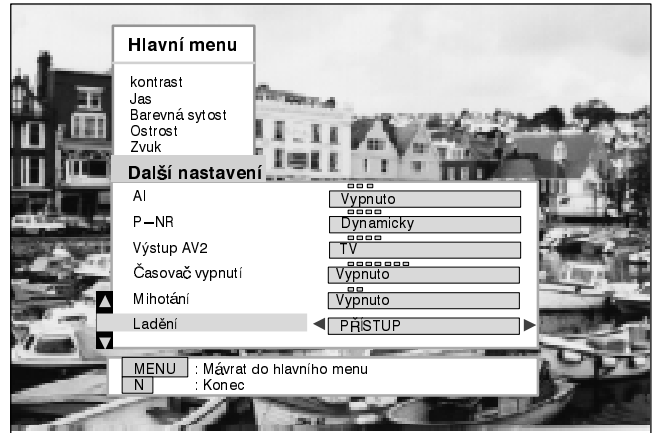 Hlavní menu
kontrast
Jas
Barevná sytost
Ostrost
Zvuk
Další nastavení
AI Vypnuto
P–NR Dynamicky
Výstup AV2 TV
Časovač vypnutí Vypnuto
Mihotání Vypnuto
Ladění PŘÍSTUP
MENU : Mávrat do hlavního menu
N : Konec